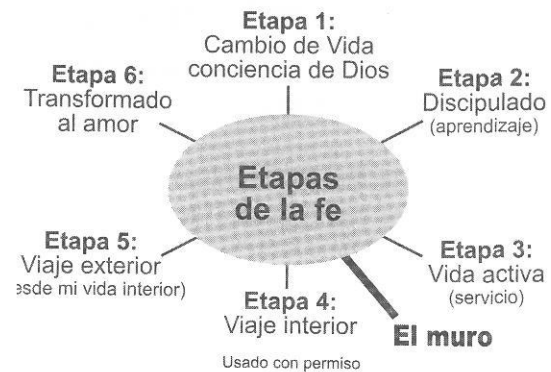 Etapa 1:
Cambio de Vida
conciencia de Dios
Etapa 2:
Discipulado
(aprendizaje)
Etapa 3:
Vida activa
(servicio)
El muro
Etapa 4:
Viaje interior
Etapa 5:
Viaje exterior
esde mi vida interior)
Etapa 6:
Transformado
al amor
Etapas
de la fe
Usado con permiso